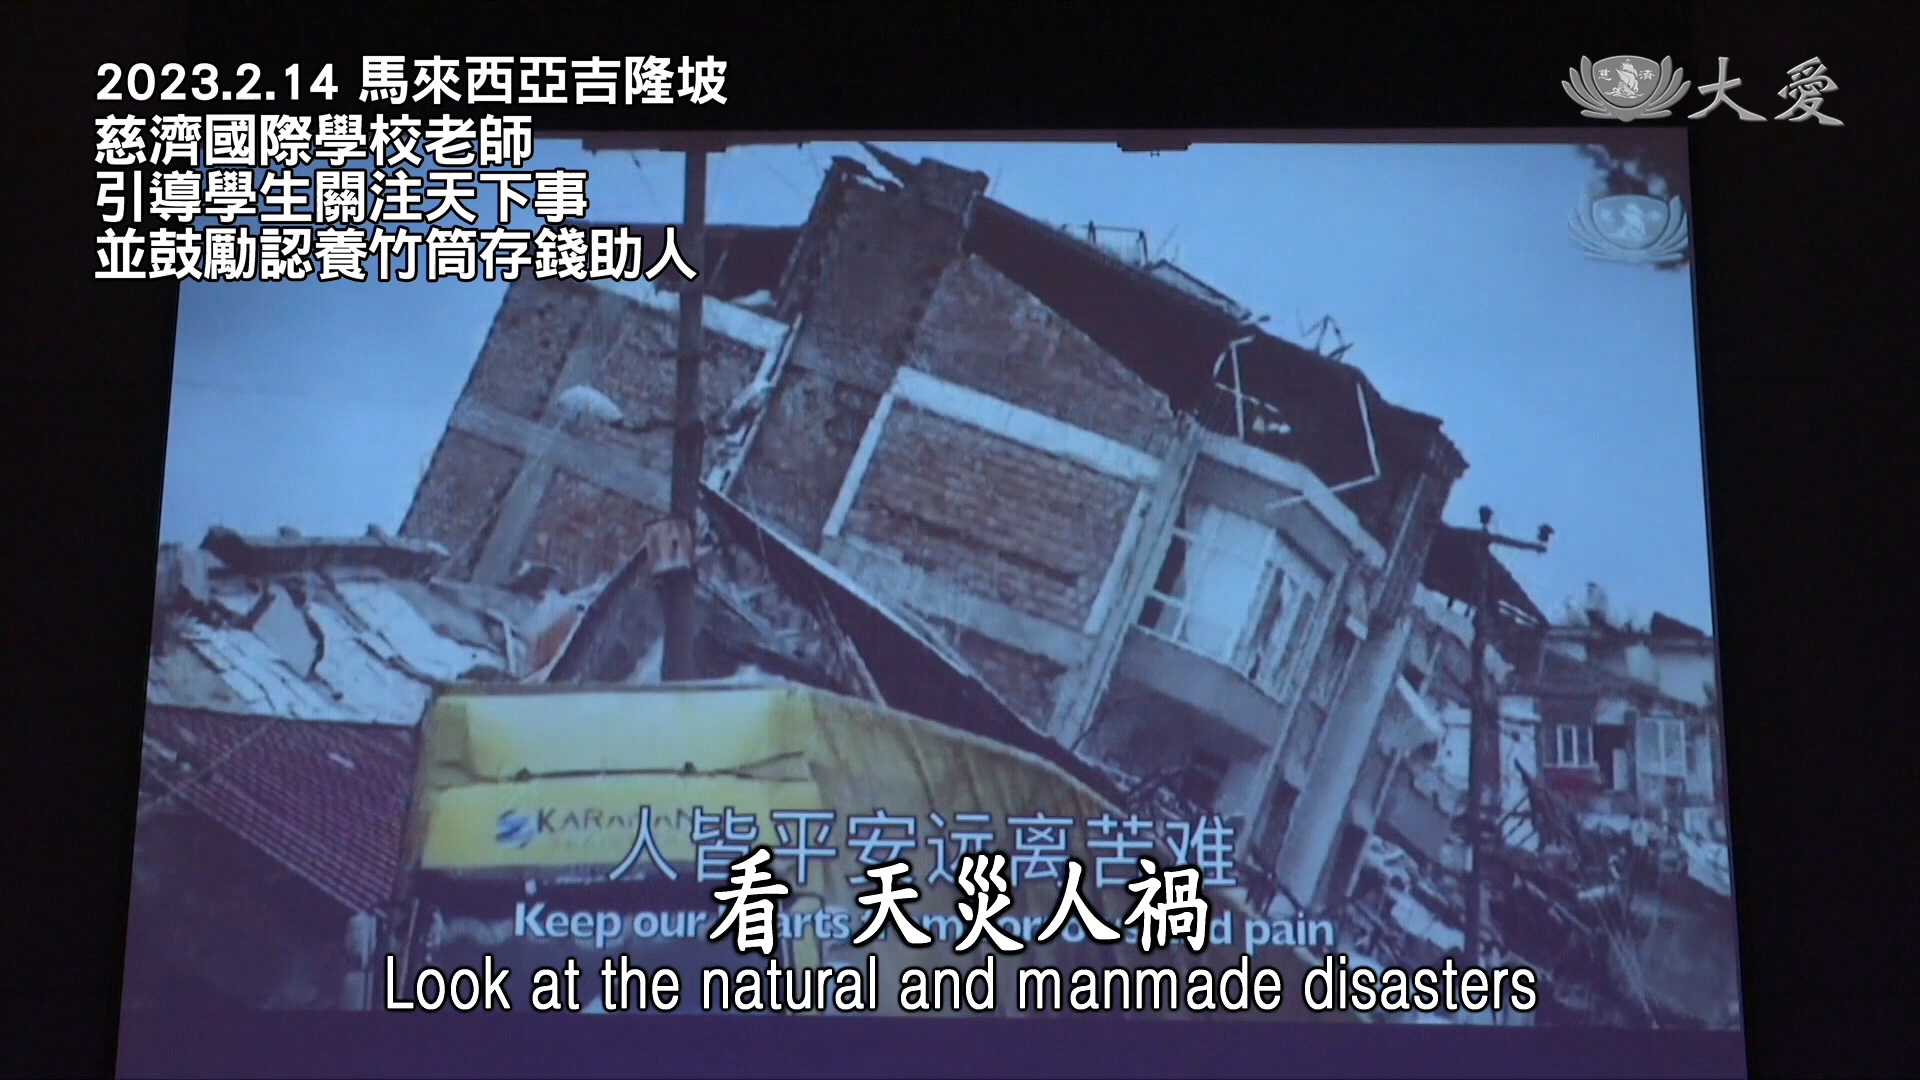 2023.2.14 馬來西亞吉隆坡
慈濟國際學校老師
引導學生關注天下事
並鼓勵認養竹筒存錢助人
慈濟
大愛
人皆平安远离苦难
看 天災人禍
Keep our pain
Look at the natural and manmade disasters